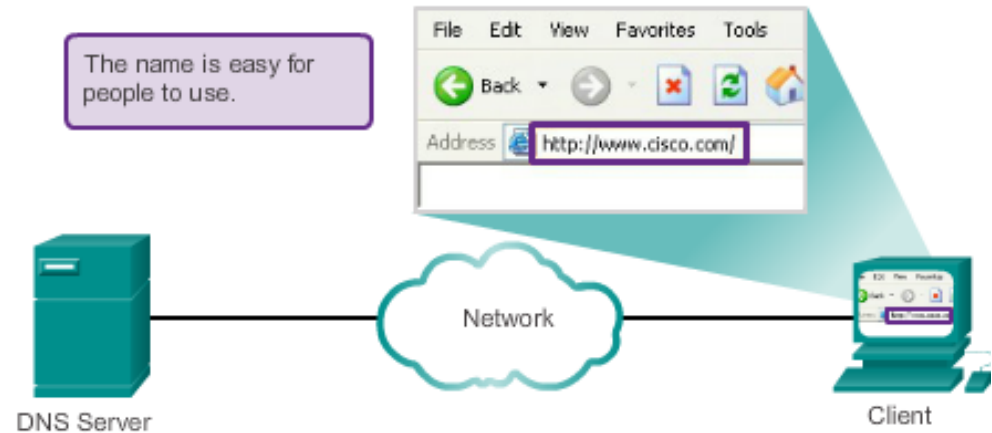 The name is easy for
people to use.
File Edit View Favorites Tools
Back
Address http://www.cisco.com/
Network
DNS Server
Client